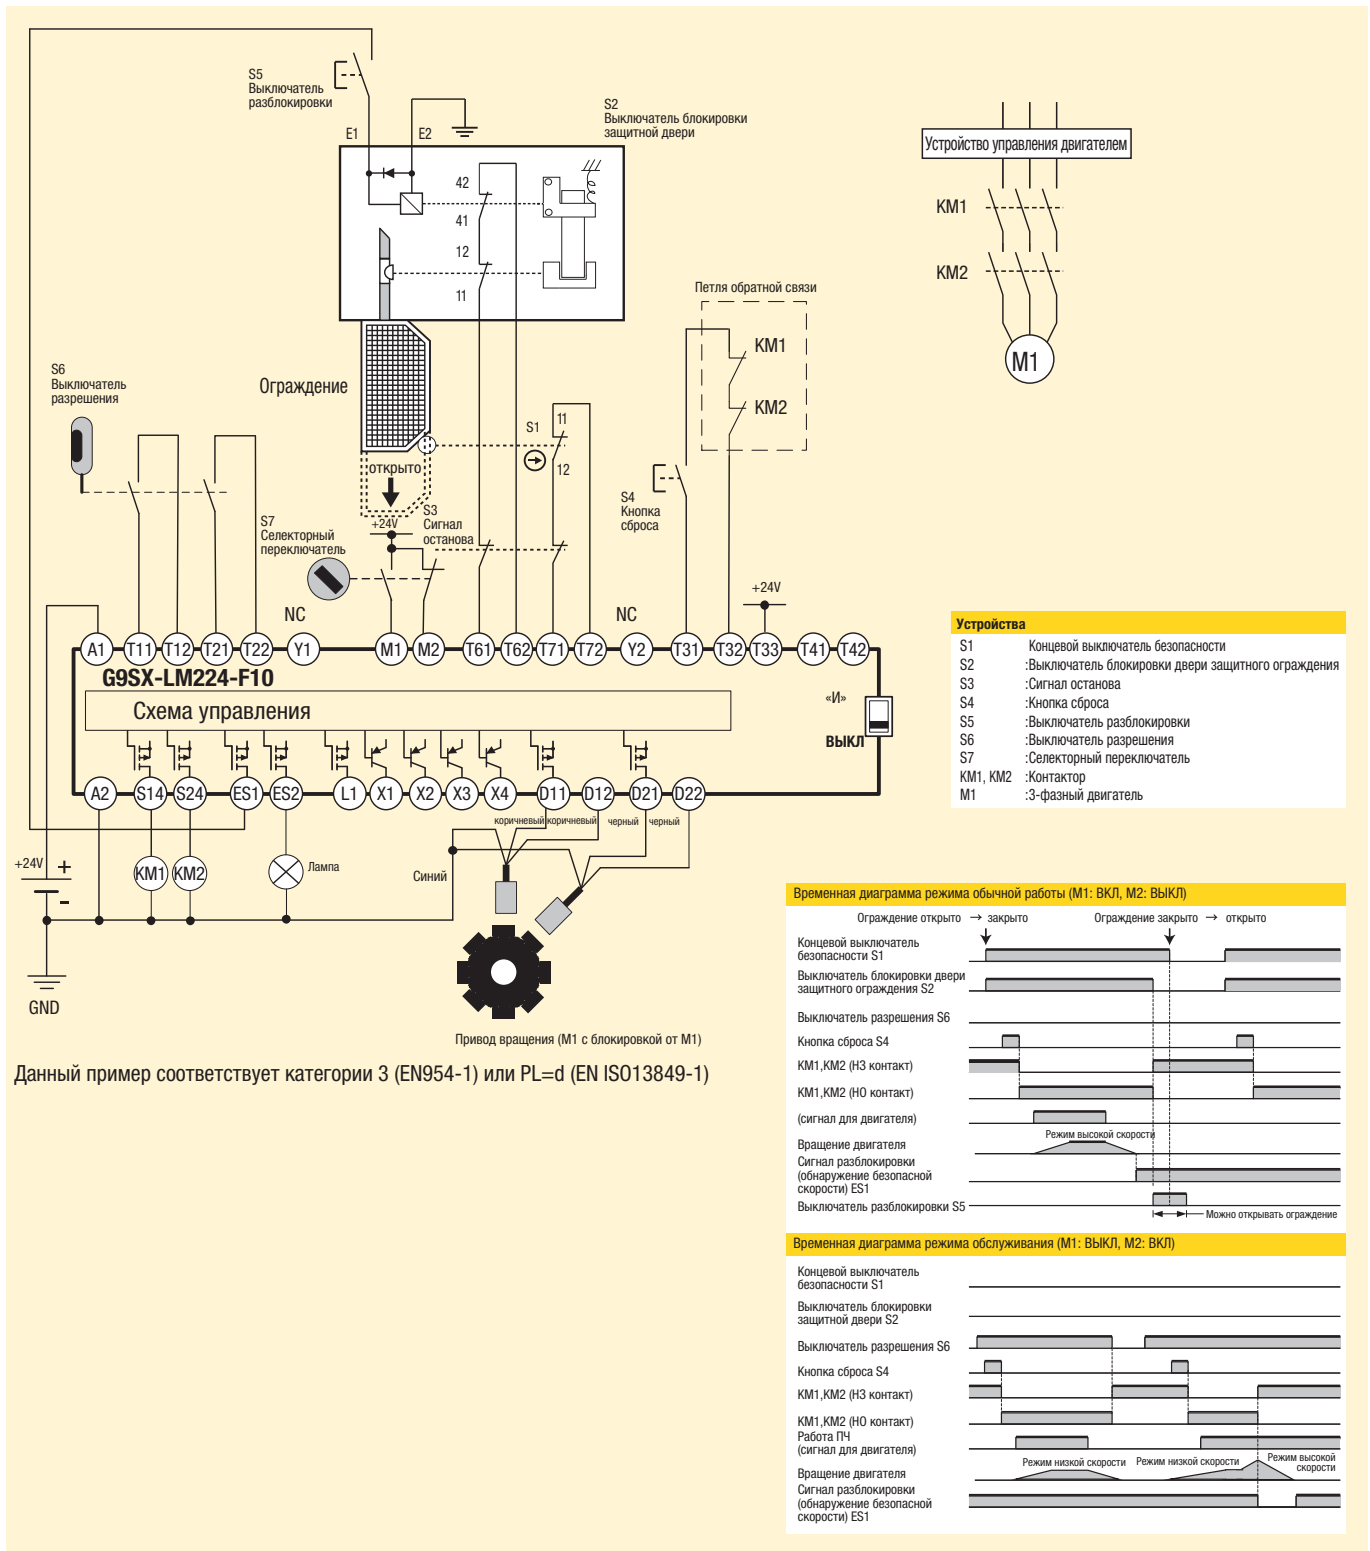 S5
Выключатель
разблокировки
E1
E2
S2
Выключатель блокировки
защитной двери
42
41
12
11
Устройство управления двигателем
KM1
KM2
M1
Петля обратной связи
KM1
KM2
S6
Выключатель
разрешения
Ограждение
S1
11
12
открыто
S4
Кнопка
сброса
S7
Селекторный
переключатель
+24V
S3
Сигнал
останова
+24V
NC
NC
A1
T11
T12
T21
T22
Y1
M1
M2
T61
T62
T71
T72
Y2
T31
T32
T33
T41
T42
G9SX-LM224-F10
Схема управления
«И»
ВЫКЛ
A2
S14
S24
ES1
ES2
L1
X1
X2
X3
X4
D11
D12
D21
D22
коричневый
коричневый
черный
черный
+24V
+
-
KM1
KM2
Лампа
Синий
GND
Привод вращения (M1 с блокировкой от M1)
Данный пример соответствует категории 3 (EN954-1) или PL=d (EN ISO13849-1)
Устройства
S1 Концевой выключатель безопасности
S2 :Выключатель блокировки двери защитного ограждения
S3 :Сигнал останова
S4 :Кнопка сброса
S5 :Выключатель разблокировки
S6 :Выключатель разрешения
S7 :Селекторный переключатель
KM1, KM2 :Контактор
M1 :3-фазный двигатель
Временная диаграмма режима обычной работы (M1: ВКЛ, M2: ВЫКЛ)
Ограждение открыто → закрыто
Ограждение закрыто → открыто
Концевой выключатель
безопасности S1
Выключатель блокировки двери
защитного ограждения S2
Выключатель разрешения S6
Кнопка сброса S4
KM1,KM2 (НЗ контакт)
KM1,KM2 (НО контакт)
(сигнал для двигателя)
Режим высокой скорости
Вращение двигателя
Сигнал разблокировки
(обнаружение безопасной
скорости) ES1
Выключатель разблокировки S5
Можно открывать ограждение
Временная диаграмма режима обслуживания (M1: ВЫКЛ, M2: ВКЛ)
Концевой выключатель
безопасности S1
Выключатель блокировки
защитной двери S2
Выключатель разрешения S6
Кнопка сброса S4
KM1,KM2 (НЗ контакт)
KM1,KM2 (НО контакт)
Работа ПЧ
(сигнал для двигателя)
Режим низкой скорости
Режим низкой скорости
Режим высокой
скорости
Вращение двигателя
Сигнал разблокировки
(обнаружение безопасной
скорости) ES1